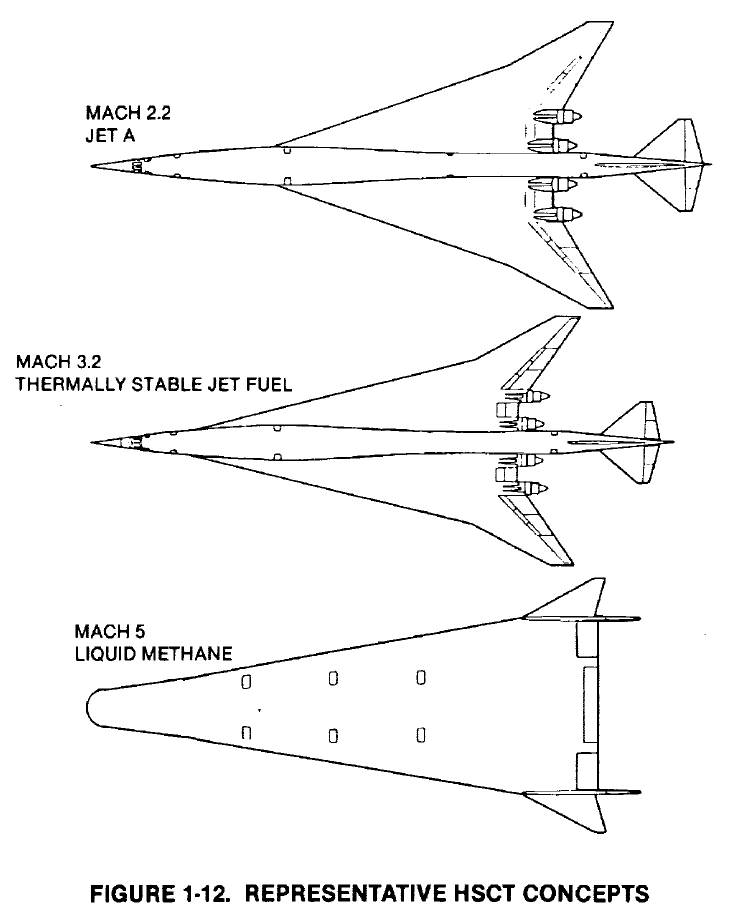 MACH 2.2
JET A
MACH 3.2
THERMALLY STABLE JET FUEL
MACH 5
LIQUID METHANE
FIGURE 1-12. REPRESENTATIVE HSCT CONCEPTS